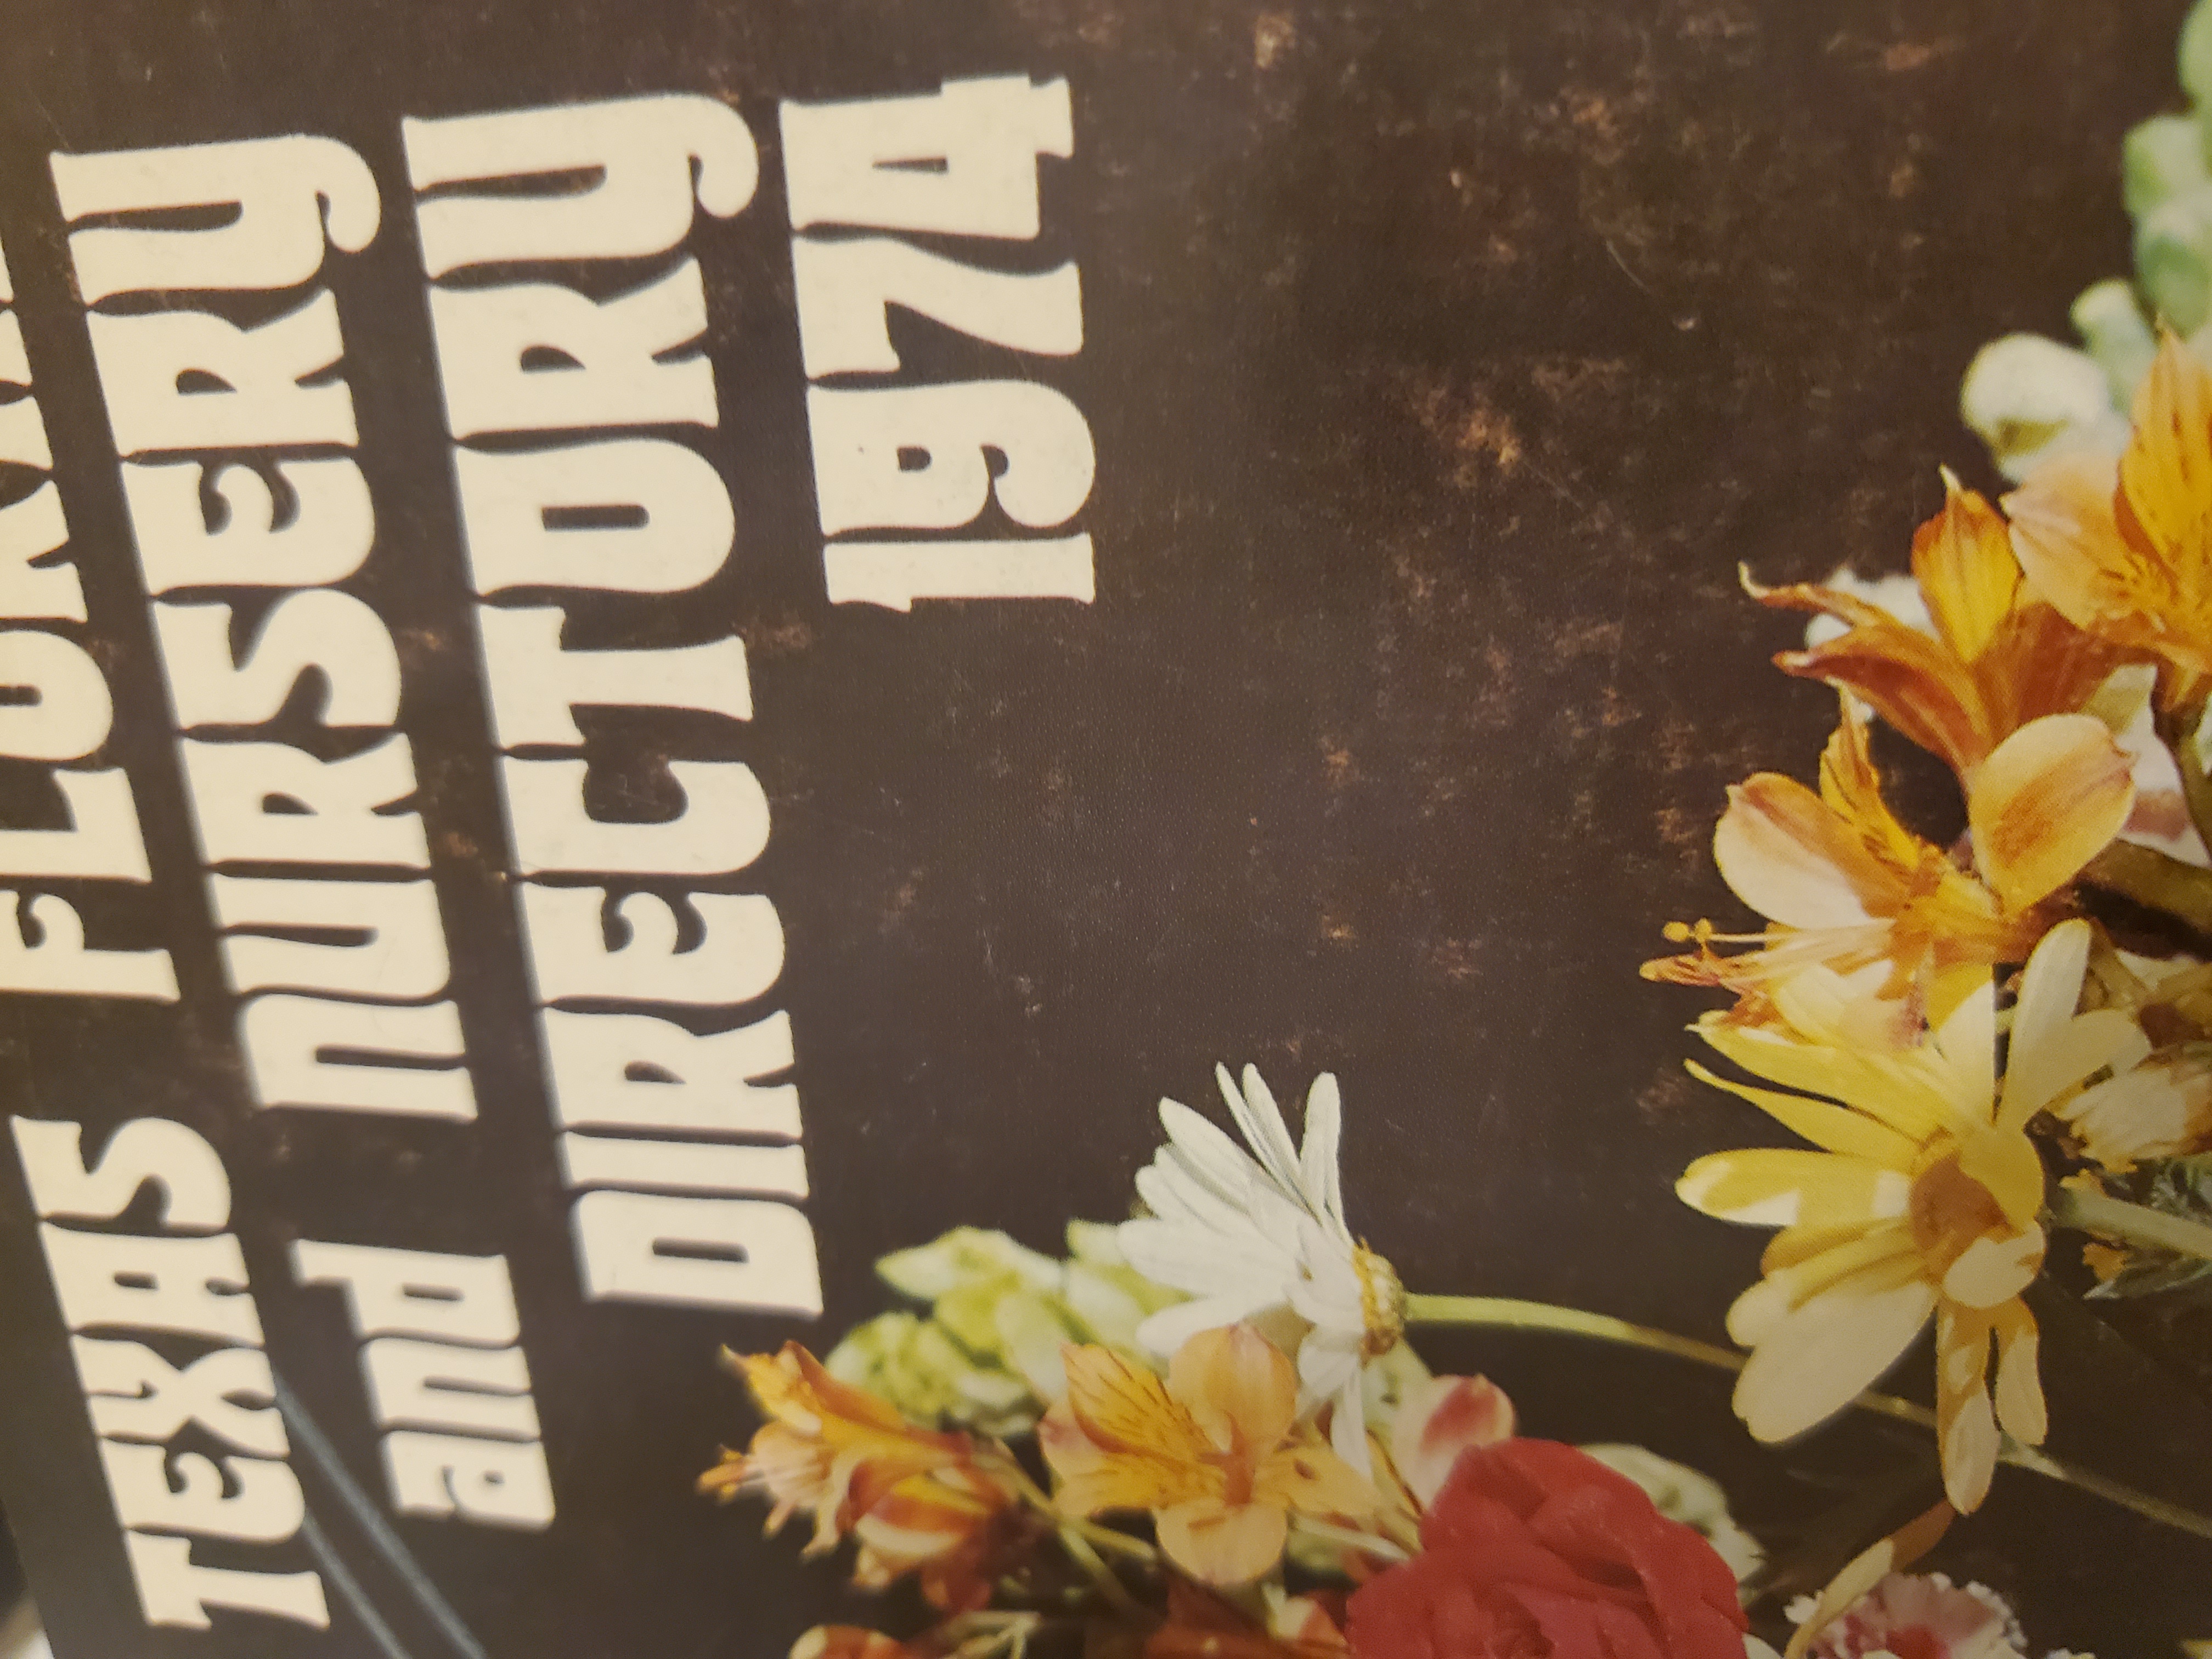 TEXAS
and NURSERY
DIRECTORY
1974